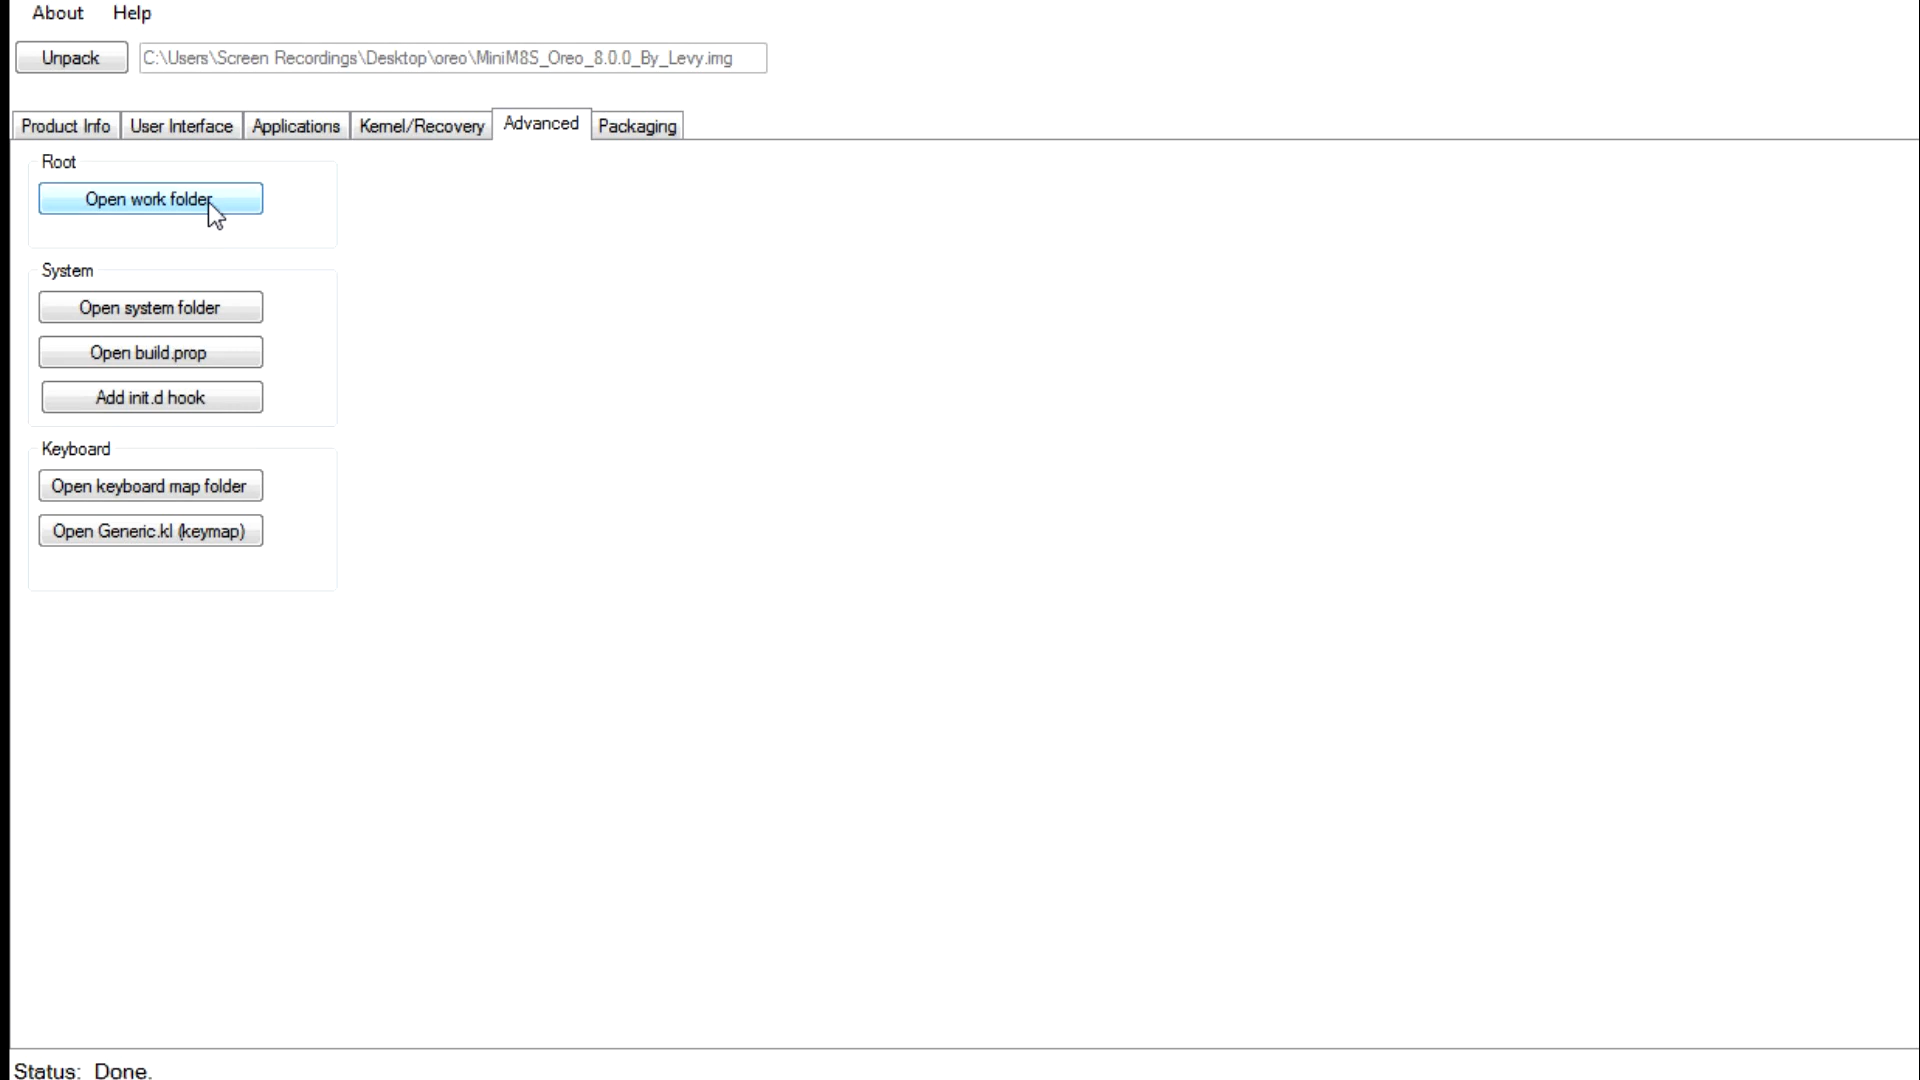 About Help
Unpack C:\Users\Screen Recordings\Desktop\oreo\MiniM8S_Oreo_8.0.0_By_Levy.img
Product Info User Interface Applications Kernel/Recovery Advanced Packaging
Root
Open work folder
System
Open system folder
Open build.prop
Add init.d hook
Keyboard
Open keyboard map folder
Open Generic.kl (keymap)
Status: Done.